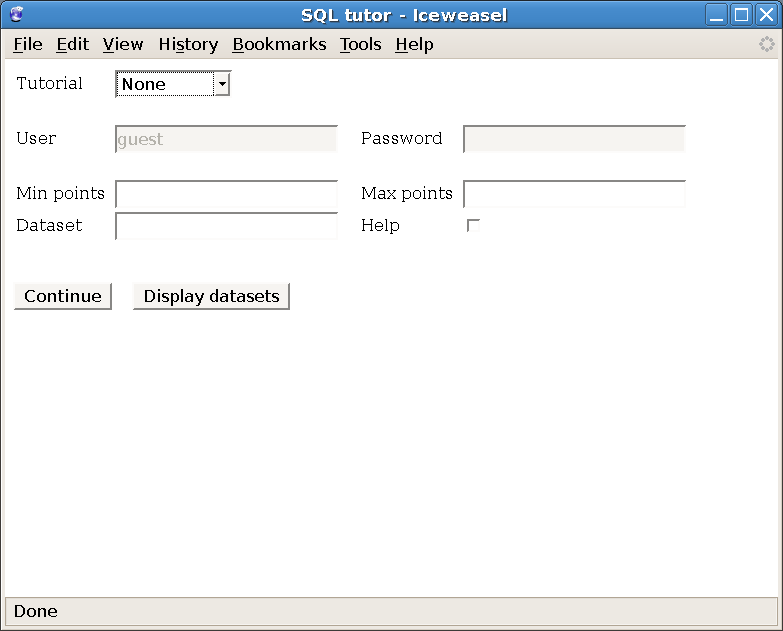 SQL tutor - Iceweasel
File Edit View History Bookmarks Tools Help
Tutorial None
User guest Password
Min points Max points
Dataset Help
Continue Display datasets
Done